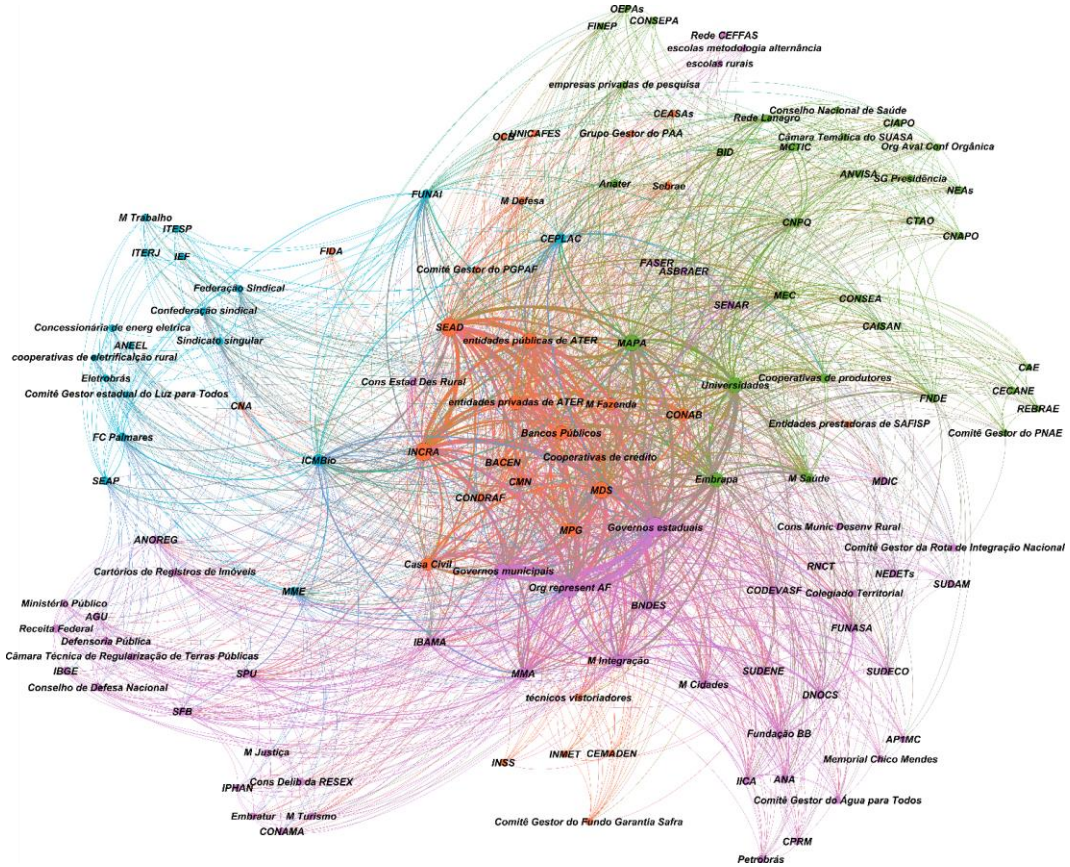 OEPAs
CONSEPA
FINEP
Rede CEFFAS
escolas metodologia alternância
escolas rurais
empresas privadas de pesquisa
CEASAs
Conselho Nacional de Saúde
Rede Lanagro
CIAPO
OCB
UNICAFES
Grupo Gestor do PAA
Câmara Temática do SUASA
MCTIC
Org Aval Conf Orgânica
BID
ANVISA
SG Presidência
Anater
Sebrae
NEAs
FUNAI
M Defesa
M Trabalho
ITESP
CNPQ
CTAO
CNAPO
CEPLAC
ITERJ
IEF
FIDA
FASER
ASBRAER
Comitê Gestor do PGPAF
Federação Sindical
MEC
CONSEA
SENAR
Confederação sindical
Concessionária de energ eletrica
SEAD
CAISAN
Sindicato singular
entidades públicas de ATER
MAPA
ANEEL
cooperativas de eletrificalção rural
CAE
Eletrobrás
Cons Estad Des Rural
Universidades
Cooperativas de produtores
CECANE
Comitê Gestor estadual do Luz para Todos
FNDE
CNA
entidades privadas de ATER
M Fazenda
REBRAE
CONAB
Entidades prestadoras de SAFISP
Comitê Gestor do PNAE
FC Palmares
Bancos Públicos
INCRA
ICMBio
BACEN
Cooperativas de credito
SEAP
CMN
Embrapa
M Saúde
MDIC
MDS
CONDRAF
Governos estaduais
Cons Munic Desenv Rural
MPG
ANOREG
Comitê Gestor da Rota de Integração Nacional
Casa Civil
Governos municipais
RNCT
Cartórios de Registros de Imóveis
NEDETs
SUDAM
MME
Org represent AF
CODEVASF
Colegiado Territorial
Ministério Público
BNDES
AGU
Receita Federal
FUNASA
Defensoria Pública
IBAMA
Câmara Técnica de Regularização de Terras Públicas
M Integração
IBGE
SPU
MMA
SUDENE
SUDECO
Conselho de Defesa Nacional
M Cidades
técnicos vistoriadores
DNOCS
SFB
Fundação BB
AP1MC
M Justiça
INMET
CEMADEN
INSS
Memorial Chico Mendes
IPHAN
Cons Delib da RESEX
IICA
ANA
Comitê Gestor do Água para Todos
Embratur
M Turismo
Comitê Gestor do Fundo Garantia Safra
CONAMA
CPRM
Petrobrás